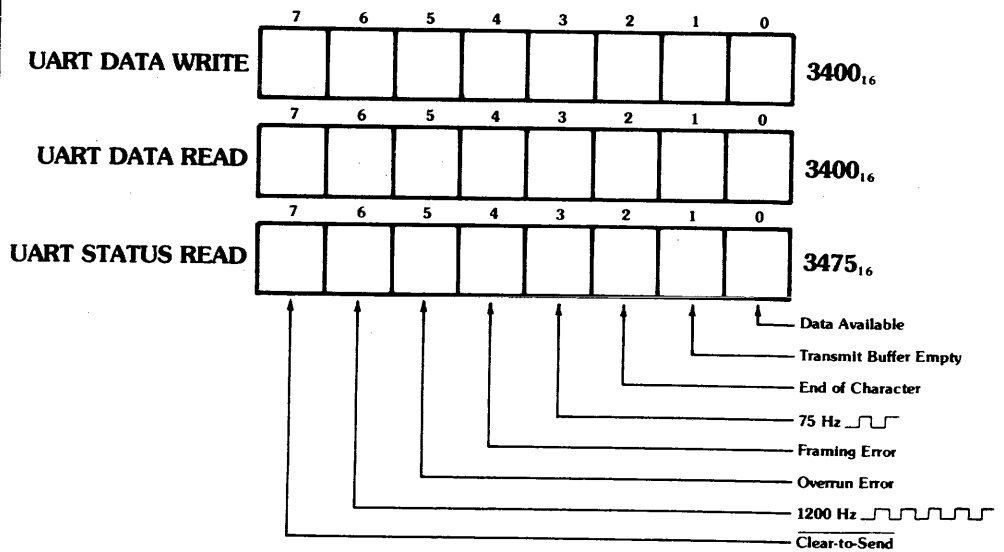 7 6 5 4 3 2 1 0
UART DATA WRITE 3400₁₆
7 6 5 4 3 2 1 0
UART DATA READ 3400₁₆
7 6 5 4 3 2 1 0
UART STATUS READ 3475₁₆
Data Available
Transmit Buffer Empty
End of Character
75 Hz
Framing Error
Overrun Error
1200 Hz
Clear-to-Send